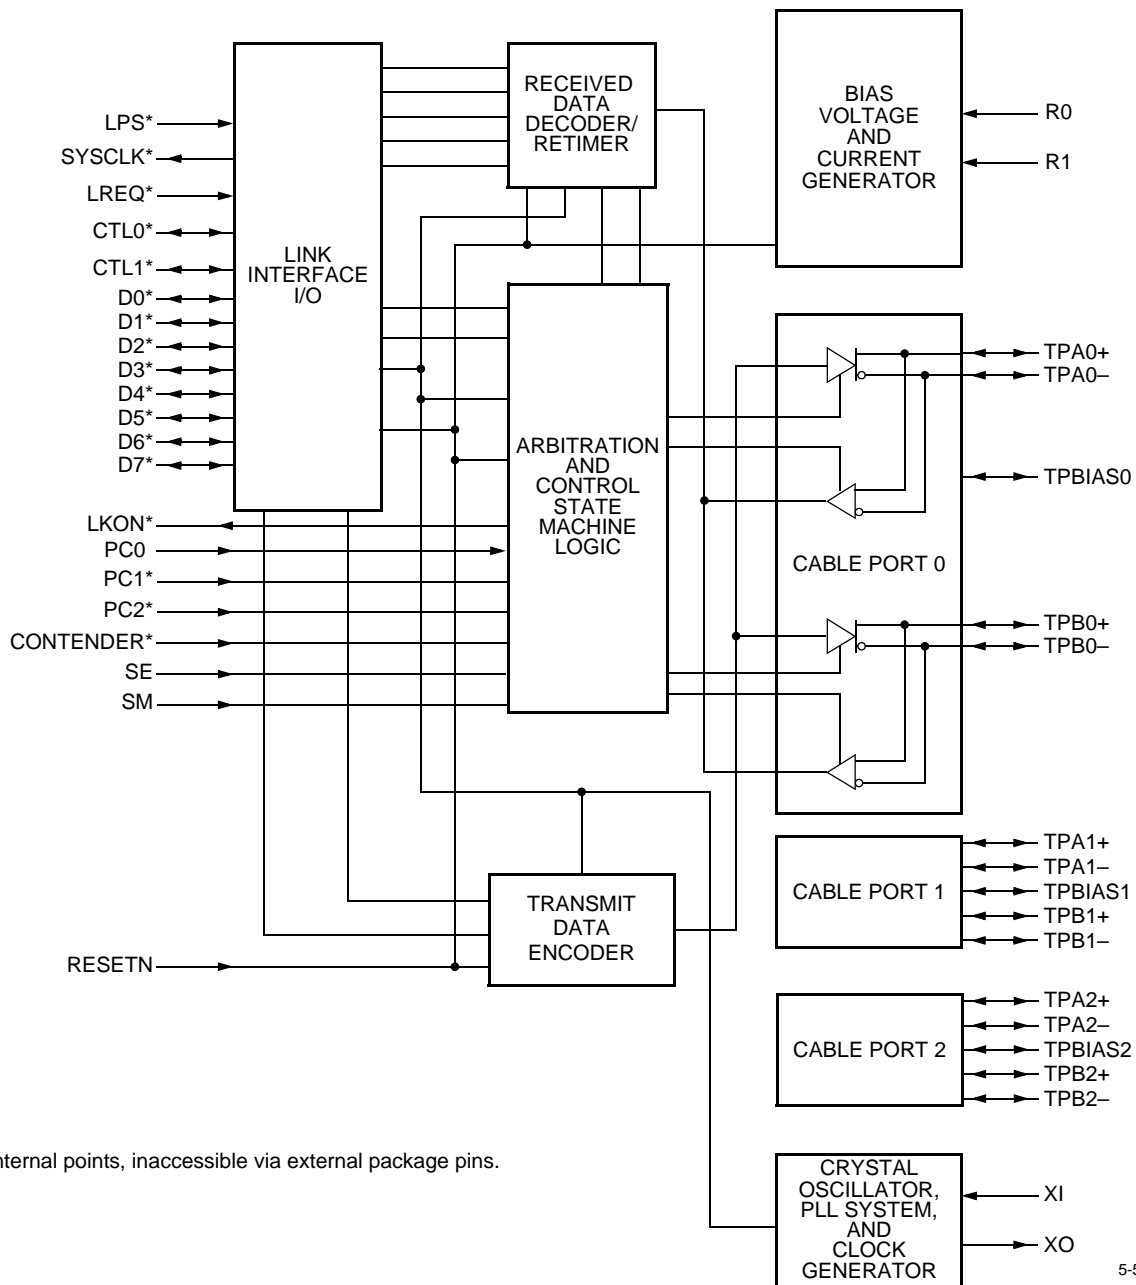 LPS*
SYSCLK*
LREQ*
CTL0*
CTL1*
D0*
D1*
D2*
D3*
D4*
D5*
D6*
D7*
LKON*
PC0
PC1*
PC2*
CONTENDER*
SE
SM
RESETN
LINK
INTERFACE
I/O
RECEIVED
DATA
DECODER/
RETIMER
ARBITRATION
AND
CONTROL
STATE
MACHINE
LOGIC
TRANSMIT
DATA
ENCODER
BIAS
VOLTAGE
AND
CURRENT
GENERATOR
R0
R1
CABLE PORT 0
TPA0+
TPA0–
TPBIAS0
TPB0+
TPB0–
CABLE PORT 1
TPA1+
TPA1–
TPBIAS1
TPB1+
TPB1–
CABLE PORT 2
TPA2+
TPA2–
TPBIAS2
TPB2+
TPB2–
CRYSTAL
OSCILLATOR,
PLL SYSTEM,
AND
CLOCK
GENERATOR
XI
XO
internal points, inaccessible via external package pins.